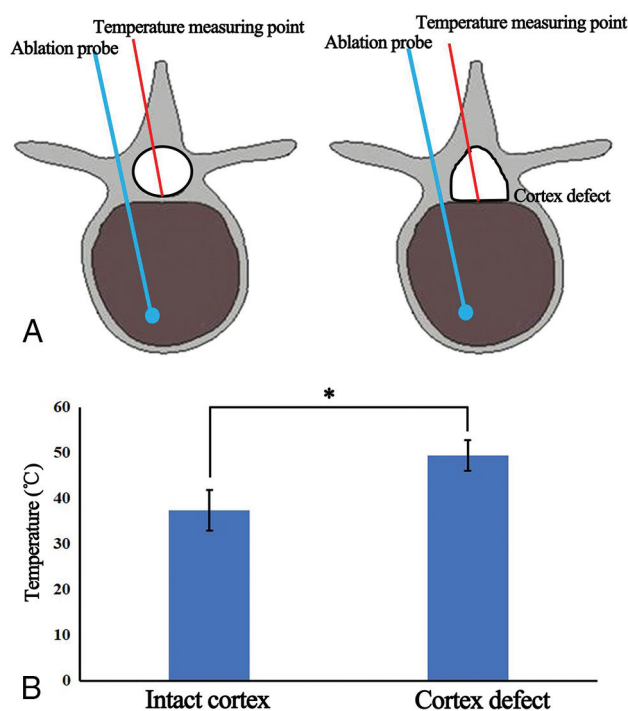 Temperature measuring point
Ablation probe
Temperature measuring point
Ablation probe
Cortex defect
A
*
60
50
40
30
20
10
0
Temperature (℃)
Intact cortex
Cortex defect
B